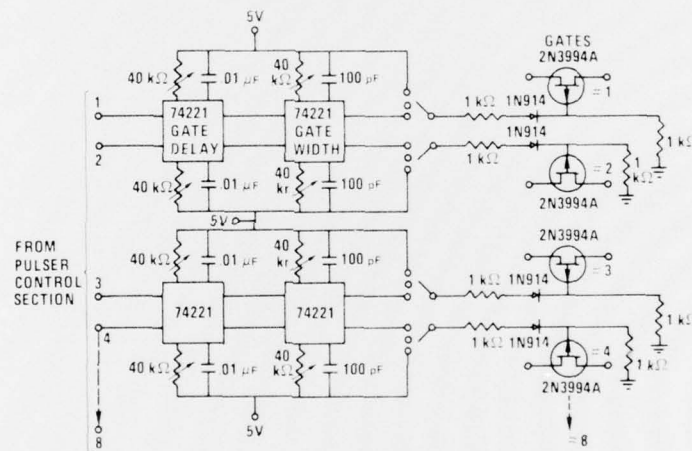 5V
GATES
2N3994A
40 kΩ
.01 μF
40 kΩ
100 pF
=1
1
74221 GATE DELAY
74221 GATE WIDTH
1 kΩ
1N914
1 kΩ
2
1N914
1 kΩ
=2
1 kΩ
40 kΩ
.01 μF
40 kr
100 pF
2N3994A
5V
2N3994A
FROM PULSER CONTROL SECTION
40 kΩ
.01 μF
40 kr
100 pF
=3
3
74221
74221
1 kΩ
1N914
1 kΩ
4
1 kΩ
1N914
=4
1 kΩ
40 kΩ
.01 μF
40 kΩ
100 pF
2N3994A
8
5V
=8